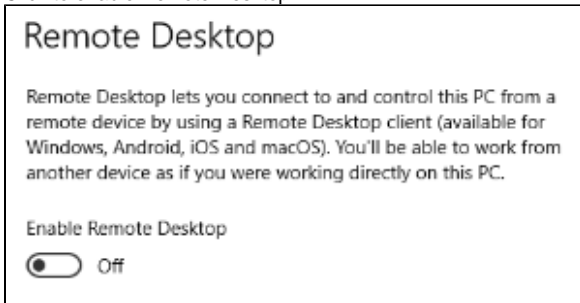 Remote Desktop
Remote Desktop lets you connect to and control this PC from a
remote device by using a Remote Desktop client (available for
Windows, Android, iOS and macOS). You'll be able to work from
another device as if you were working directly on this PC.
Enable Remote Desktop
Off